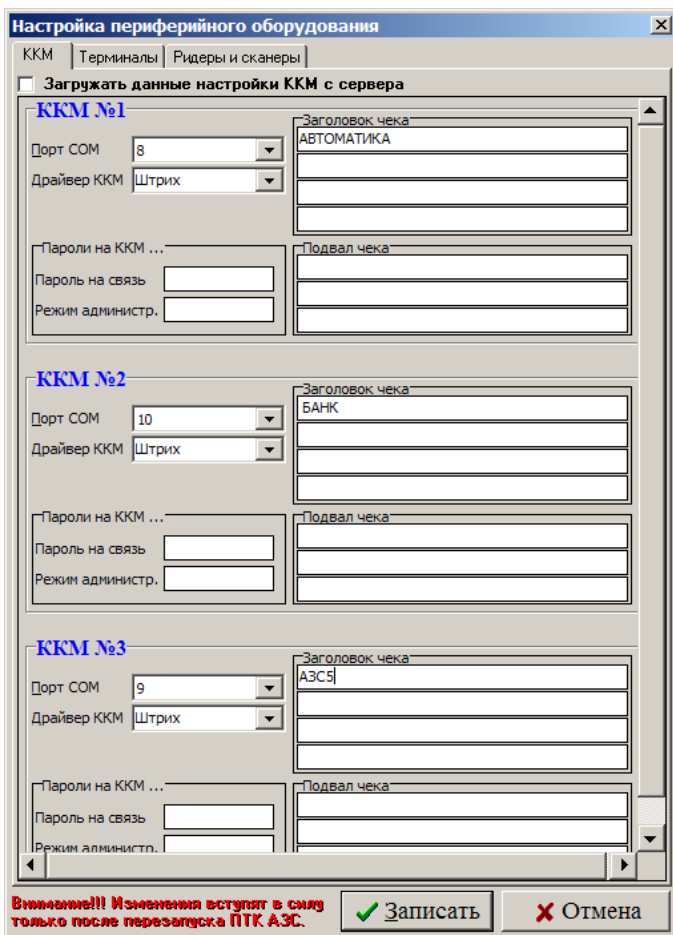 Настройка периферийного оборудования
ККМ Терминалы Ридеры и сканеры
Загружать данные настройки ККМ с сервера
ККМ №1
Заголовок чека
АВТОМАТИКА
Порт COM 8
Драйвер ККМ Штрих
Пароли на ККМ ...
Подвал чека
Пароль на связь
Режим администр.
ККМ №2
Заголовок чека
БАНК
Порт COM 10
Драйвер ККМ Штрих
Пароли на ККМ ...
Подвал чека
Пароль на связь
Режим администр.
ККМ №3
Заголовок чека
АЗС5
Порт COM 9
Драйвер ККМ Штрих
Пароли на ККМ ...
Подвал чека
Пароль на связь
Режим администр.
Внимание!!! Изменения вступят в силу
только после перезапуска ПТК АЗС.
Записать
Отмена